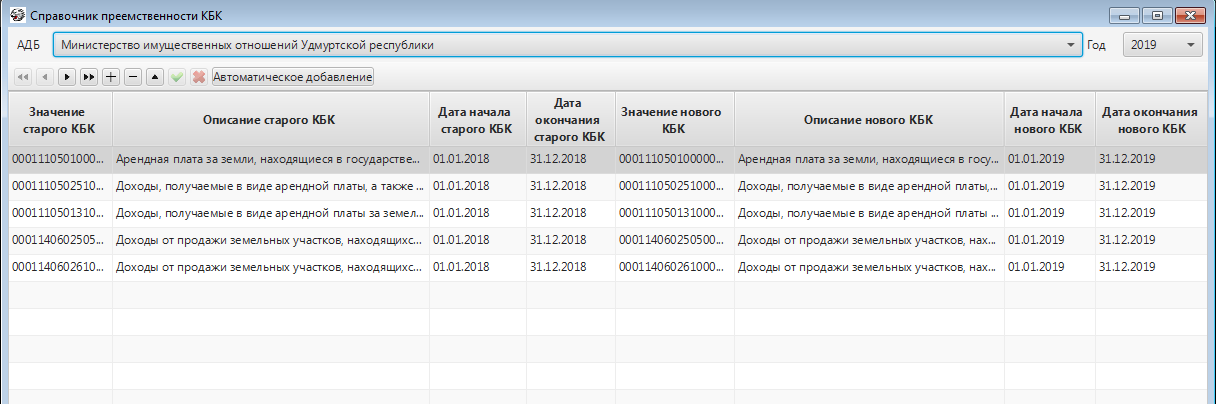 Справочник преемственности КБК
АДБ Министерство имущественных отношений Удмуртской республики Год 2019
Автоматическое добавление
Значение старого КБК Описание старого КБК Дата начала старого КБК Дата окончания старого КБК Значение нового КБК Описание нового КБК Дата начала нового КБК Дата окончания нового КБК
0001110501000... Арендная плата за земли, находящиеся в государстве... 01.01.2018 31.12.2018 000111050100000... Арендная плата за земли, находящиеся в госу... 01.01.2019 31.12.2019
0001110502510... Доходы, получаемые в виде арендной платы, а также ... 01.01.2018 31.12.2018 000111050251000... Доходы, получаемые в виде арендной платы,... 01.01.2019 31.12.2019
0001110501310... Доходы, получаемые в виде арендной платы за земел... 01.01.2018 31.12.2018 000111050131000... Доходы, получаемые в виде арендной платы ... 01.01.2019 31.12.2019
0001140602505... Доходы от продажи земельных участков, находящихс... 01.01.2018 31.12.2018 000114060250500... Доходы от продажи земельных участков, нах... 01.01.2019 31.12.2019
0001140602610... Доходы от продажи земельных участков, находящихс... 01.01.2018 31.12.2018 000114060261000... Доходы от продажи земельных участков, нах... 01.01.2019 31.12.2019